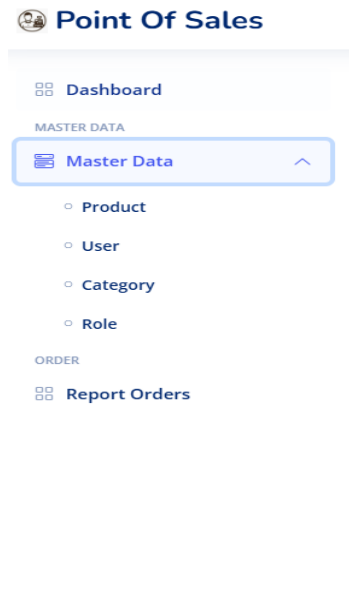 Point Of Sales
Dashboard
MASTER DATA
Master Data
Product
User
Category
Role
ORDER
Report Orders